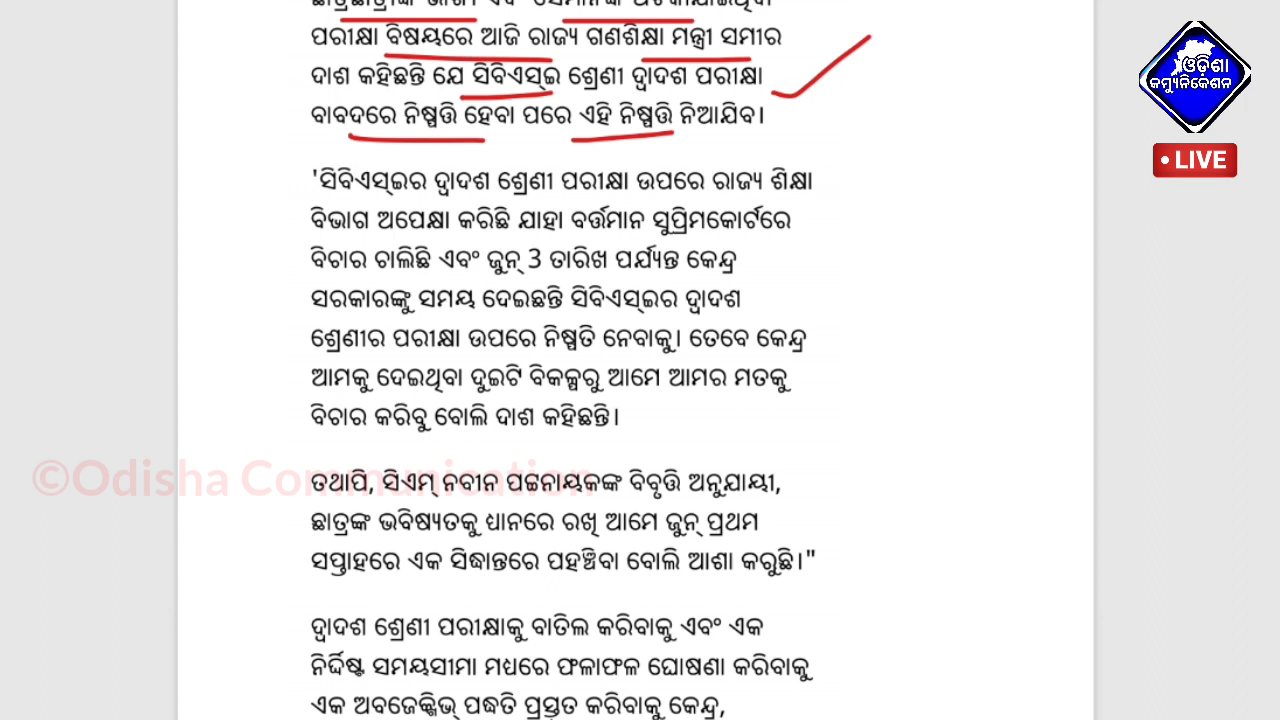 ପରୀକ୍ଷା ବିଷୟରେ ଆଜି ରାଜ୍ୟ ଗଣଶିକ୍ଷା ମନ୍ତ୍ରୀ ସମୀର
ଦାଶ କହିଛନ୍ତି ଯେ ସିବିଏସ୍ଇ ଶ୍ରେଣୀ ଦ୍ୱାଦଶ ପରୀକ୍ଷା
ବାବଦରେ ନିଷ୍ପତ୍ତି ହେବା ପରେ ଏହି ନିଷ୍ପତ୍ତି ନିଆଯିବ।
ଓଡ଼ିଶା
କମ୍ୟୁନିକେଶନ
LIVE
'ସିବିଏସ୍ଇର ଦ୍ୱାଦଶ ଶ୍ରେଣୀ ପରୀକ୍ଷା ଉପରେ ରାଜ୍ୟ ଶିକ୍ଷା
ବିଭାଗ ଅପେକ୍ଷା କରିଛି ଯାହା ବର୍ତ୍ତମାନ ସୁପ୍ରିମକୋର୍ଟରେ
ବିଚାର ଚାଲିଛି ଏବଂ ଜୁନ୍ 3 ତାରିଖ ପର୍ଯ୍ୟନ୍ତ କେନ୍ଦ୍ର
ସରକାରଙ୍କୁ ସମୟ ଦେଇଛନ୍ତି ସିବିଏସ୍ଇର ଦ୍ୱାଦଶ
ଶ୍ରେଣୀର ପରୀକ୍ଷା ଉପରେ ନିଷ୍ପତି ନେବାକୁ। ତେବେ କେନ୍ଦ୍ର
ଆମକୁ ଦେଇଥିବା ଦୁଇଟି ବିକଳ୍ପରୁ ଆମେ ଆମର ମତକୁ
ବିଚାର କରିବୁ ବୋଲି ଦାଶ କହିଛନ୍ତି।
©Odisha Communication
ତଥାପି, ସିଏମ୍ ନବୀନ ପଟ୍ଟନାୟକଙ୍କ ବିବୃତ୍ତି ଅନୁଯାୟୀ,
ଛାତ୍ରଙ୍କ ଭବିଷ୍ୟତକୁ ଧ୍ୟାନରେ ରଖି ଆମେ ଜୁନ୍ ପ୍ରଥମ
ସପ୍ତାହରେ ଏକ ସିଦ୍ଧାନ୍ତରେ ପହଞ୍ଚିବା ବୋଲି ଆଶା କରୁଛି।"
ଦ୍ୱାଦଶ ଶ୍ରେଣୀ ପରୀକ୍ଷାକୁ ବାତିଲ କରିବାକୁ ଏବଂ ଏକ
ନିର୍ଦ୍ଦିଷ୍ଟ ସମୟସୀମା ମଧ୍ୟରେ ଫଳାଫଳ ଘୋଷଣା କରିବାକୁ
ଏକ ଅବଜେକ୍ଟିଭ୍ ପଦ୍ଧତି ପ୍ରସ୍ତୁତ କରିବାକୁ କେନ୍ଦ୍ର,